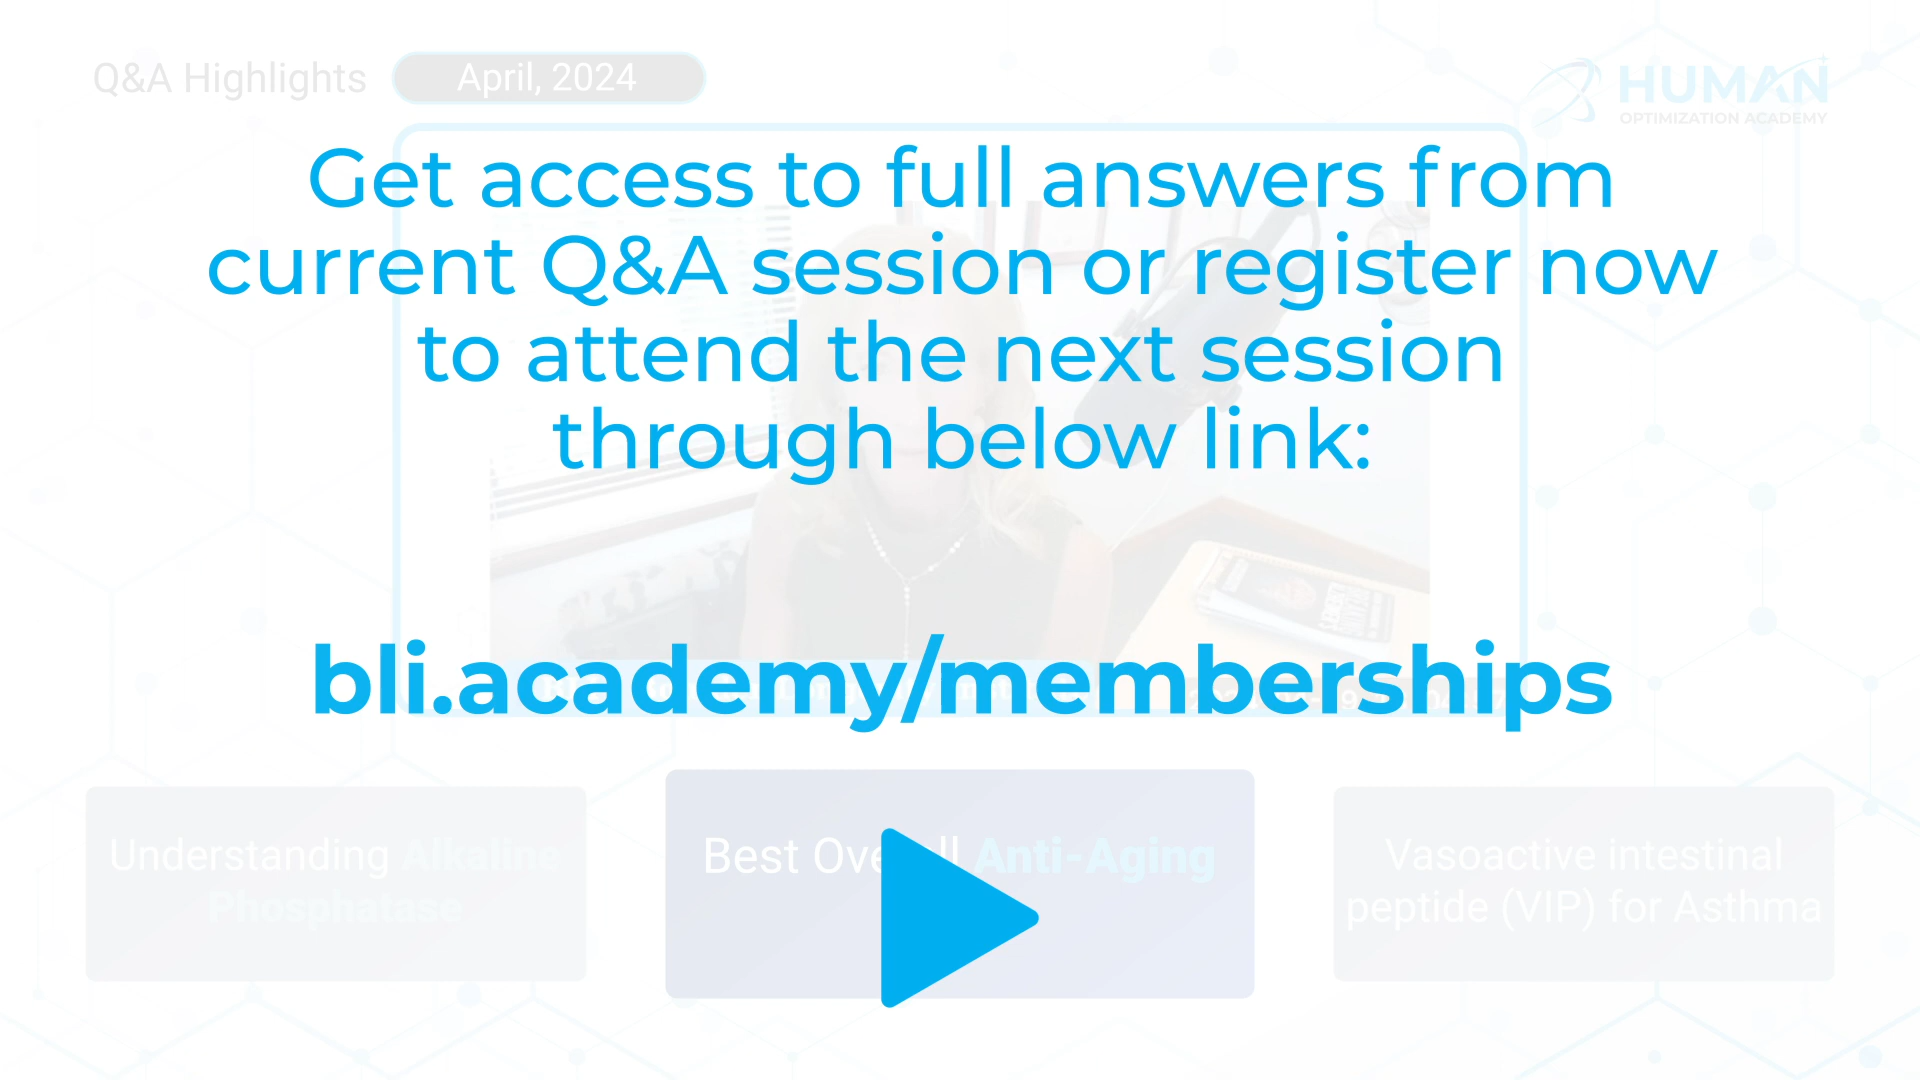 Q&A Highlights
April, 2024
HUMAN
OPTIMIZATION ACADEMY
Get access to full answers from
current Q&A session or register now
to attend the next session
through below link:
bli.academy/memberships
Understanding Alkaline
Phosphatase
Best Anti-Aging
Vasoactive intestinal
peptide (VIP) for Asthma